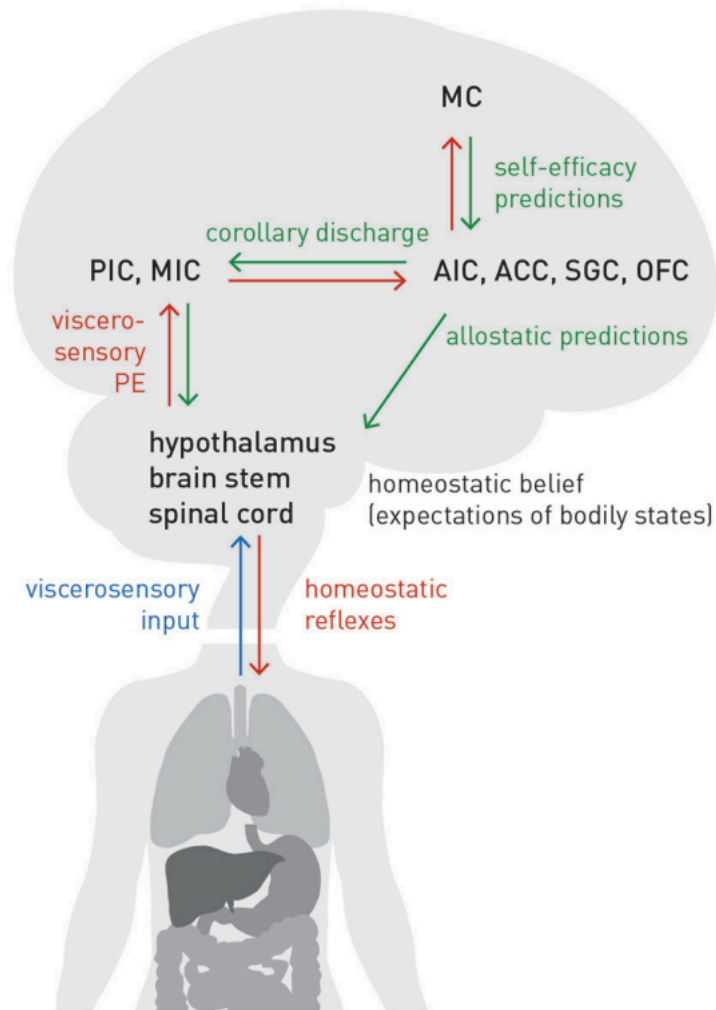 MC
self-efficacy
predictions
corollary discharge
PIC, MIC
AIC, ACC, SGC, OFC
viscero-
sensory
PE
allostatic predictions
hypothalamus
brain stem
spinal cord
homeostatic belief
(expectations of bodily states)
viscerosensory
input
homeostatic
reflexes